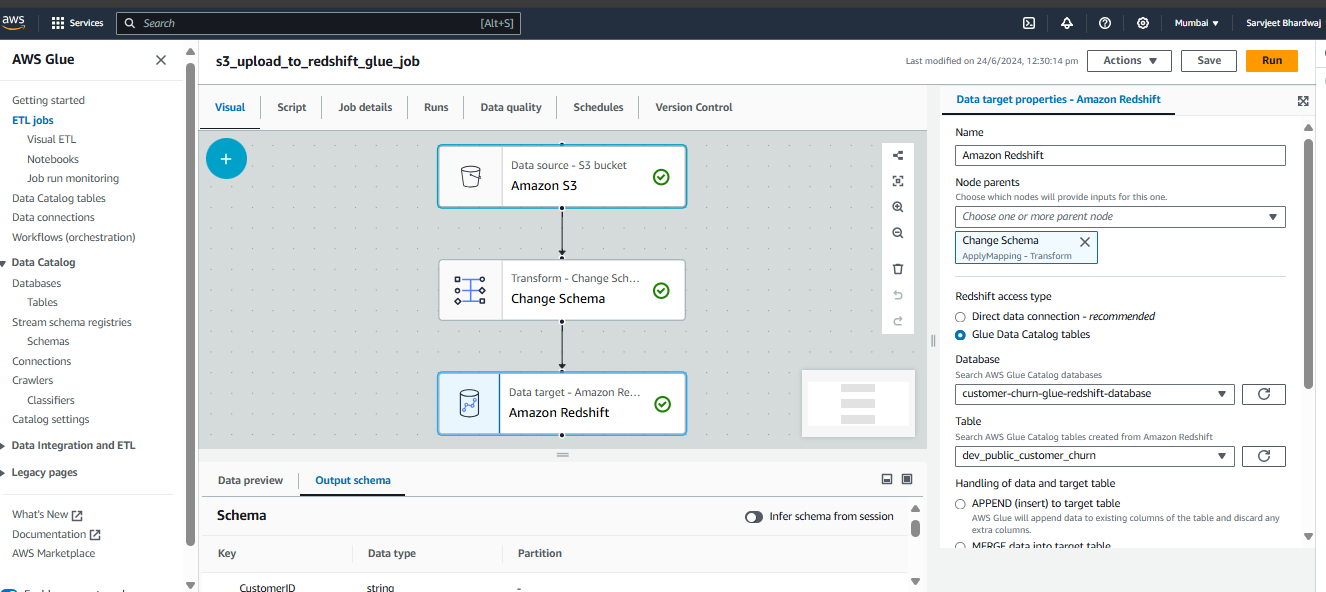 aws
Services
Search
[Alt+S]
Mumbai
Sarvjeet Bhardwaj
AWS Glue
Getting started
ETL jobs
Visual ETL
Notebooks
Job run monitoring
Data Catalog tables
Data connections
Workflows (orchestration)
Data Catalog
Databases
Tables
Stream schema registries
Schemas
Connections
Crawlers
Classifiers
Catalog settings
Data Integration and ETL
Legacy pages
What's New
Documentation
AWS Marketplace
s3_upload_to_redshift_glue_job
Last modified on 24/6/2024, 12:30:14 pm
Actions
Save
Run
Visual
Script
Job details
Runs
Data quality
Schedules
Version Control
Data source - S3 bucket
Amazon S3
Transform - Change Sch...
Change Schema
Data target - Amazon Re...
Amazon Redshift
Data preview
Output schema
Schema
Infer schema from session
Key
Data type
Partition
CustomerID
string
-
Data target properties - Amazon Redshift
Name
Amazon Redshift
Node parents
Choose which nodes will provide inputs for this one.
Choose one or more parent node
Change Schema
ApplyMapping - Transform
Redshift access type
Direct data connection - recommended
Glue Data Catalog tables
Database
Search AWS Glue Catalog databases
customer-churn-glue-redshift-database
Table
Search AWS Glue Catalog tables created from Amazon Redshift
dev_public_customer_churn
Handling of data and target table
APPEND (insert) to target table
AWS Glue will append data to existing columns of the table and discard any
extra columns.
MERGE data into target table